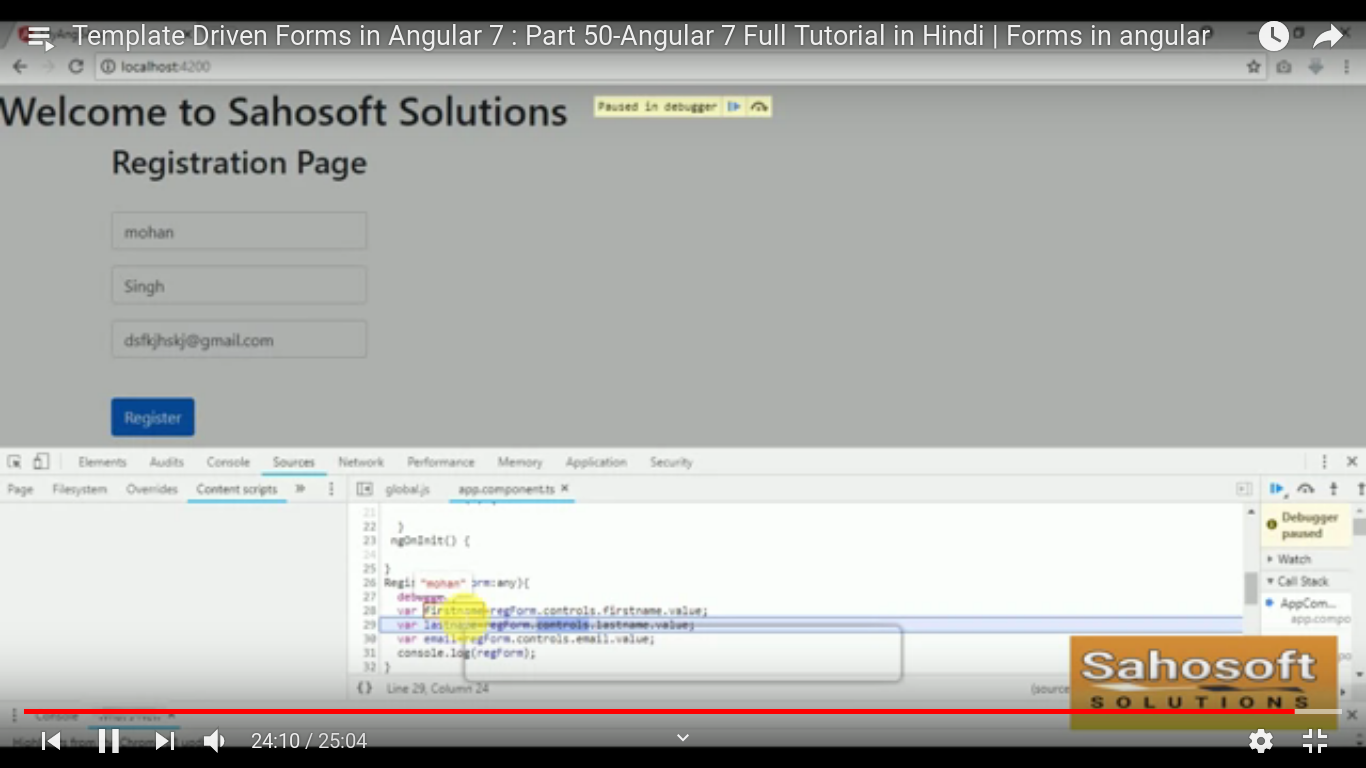 Template Driven Forms in Angular 7 : Part 50-Angular 7 Full Tutorial in Hindi | Forms in angular
localhost:4200
Welcome to Sahosoft Solutions
Paused in debugger
Registration Page
mohan
Singh
dsfkjhskj@gmail.com
Register
Elements Audits Console Sources Network Performance Memory Application Security
Page Filesystem Overrides Content scripts » global.js app.component.ts ×
21
22 }
23 ngOnInit() {
24
25 }
26 Regi "mohan" orm:any){
27 debugge
28 var firstname=regForm.controls.firstname.value;
29 var lastname=regForm.controls.lastname.value;
30 var email=regForm.controls.email.value;
31 console.log(regForm);
32 }
{} Line 29, Column 24 (source
Debugger paused
Watch
Call Stack
AppCom...
app.compo
Sahosoft
SOLUTIONS
Console What's New ×
24:10 / 25:04